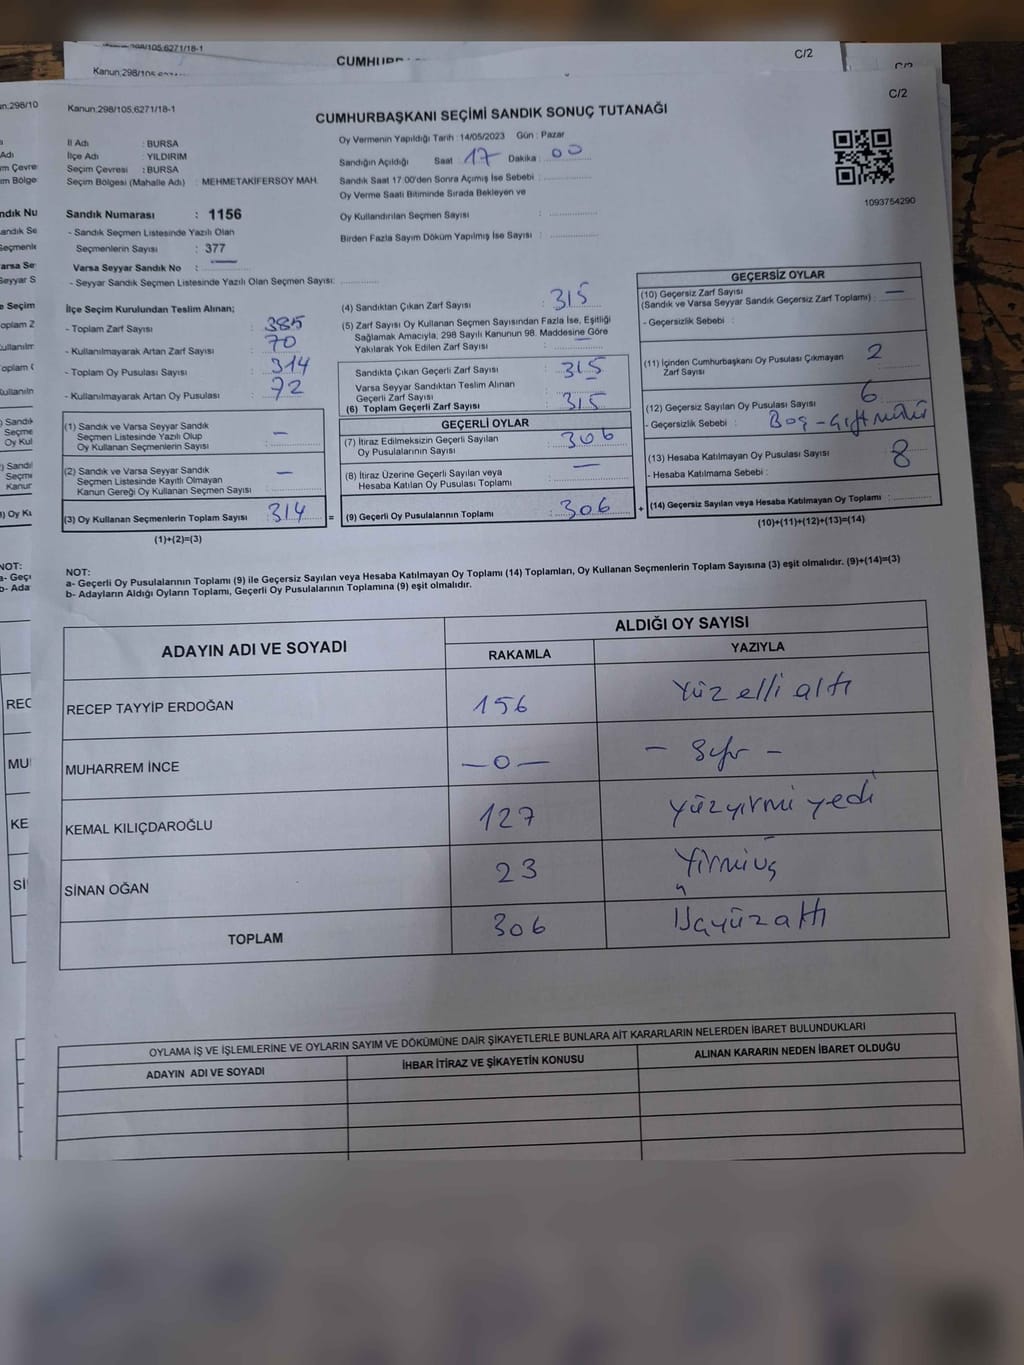 298/105,6271/18-1
Kanun,298/105
CUMHUR
C/2
Kanun,298/105,6271/18-1
C/2
CUMHURBAŞKANI SEÇİMİ SANDIK SONUÇ TUTANAĞI
İl Adı : BURSA
İlçe Adı : YILDIRIM
Seçim Çevresi : BURSA
Seçim Bölgesi (Mahalle Adı) : MEHMETAKİFERSOY MAH.
Oy Vermenin Yapıldığı Tarih : 14/05/2023 Gün : Pazar
Sandığın Açıldığı Saat : 17 Dakika : 00
Sandık Saat 17:00'den Sonra Açımış İse Sebebi :
Oy Verme Saati Bitiminde Sırada Bekleyen ve
Oy Kullandırılan Seçmen Sayısı :
Birden Fazla Sayım Döküm Yapılmış İse Sayısı :
1093754290
Sandık Numarası : 1156
- Sandık Seçmen Listesinde Yazılı Olan
Seçmenlerin Sayısı : 377
Varsa Seyyar Sandık No : —
- Seyyar Sandık Seçmen Listesinde Yazılı Olan Seçmen Sayısı:
İlçe Seçim Kurulundan Teslim Alınan;
- Toplam Zarf Sayısı : 385
- Kullanılmayarak Artan Zarf Sayısı : 70
- Toplam Oy Pusulası Sayısı : 314
- Kullanılmayarak Artan Oy Pusulası : 72
(1) Sandık ve Varsa Seyyar Sandık
Seçmen Listesinde Yazılı Olup
Oy Kullanan Seçmenlerin Sayısı : —
(2) Sandık ve Varsa Seyyar Sandık
Seçmen Listesinde Kayıtlı Olmayan
Kanun Gereği Oy Kullanan Seçmen Sayısı : —
(3) Oy Kullanan Seçmenlerin Toplam Sayısı : 314 =
(1)+(2)=(3)
(4) Sandıktan Çıkan Zarf Sayısı : 315
(5) Zarf Sayısı Oy Kullanan Seçmen Sayısından Fazla İse, Eşitliği
Sağlamak Amacıyla, 298 Sayılı Kanunun 98. Maddesine Göre
Yakılarak Yok Edilen Zarf Sayısı : —
Sandıkta Çıkan Geçerli Zarf Sayısı : 315
Varsa Seyyar Sandıktan Teslim Alınan
Geçerli Zarf Sayısı : —
(6) Toplam Geçerli Zarf Sayısı : 315
GEÇERLİ OYLAR
(7) İtiraz Edilmeksizin Geçerli Sayılan
Oy Pusulalarının Sayısı : 306
(8) İtiraz Üzerine Geçerli Sayılan veya
Hesaba Katılan Oy Pusulası Toplamı : —
(9) Geçerli Oy Pusulalarının Toplamı : 306 +
GEÇERSİZ OYLAR
(10) Geçersiz Zarf Sayısı
(Sandık ve Varsa Seyyar Sandık Geçersiz Zarf Toplamı) : —
- Geçersizlik Sebebi :
(11) İçinden Cumhurbaşkanı Oy Pusulası Çıkmayan
Zarf Sayısı : 2
(12) Geçersiz Sayılan Oy Pusulası Sayısı : 6
- Geçersizlik Sebebi : Boş - çift mühür
(13) Hesaba Katılmayan Oy Pusulası Sayısı : 8
- Hesaba Katılmama Sebebi :
(14) Geçersiz Sayılan veya Hesaba Katılmayan Oy Toplamı :
(10)+(11)+(12)+(13)=(14)
NOT:
a- Geçerli Oy Pusulalarının Toplamı (9) ile Geçersiz Sayılan veya Hesaba Katılmayan Oy Toplamı (14) Toplamları, Oy Kullanan Seçmenlerin Toplam Sayısına (3) eşit olmalıdır. (9)+(14)=(3)
b- Adayların Aldığı Oyların Toplamı, Geçerli Oy Pusulalarının Toplamına (9) eşit olmalıdır.
ADAYIN ADI VE SOYADI
ALDIĞI OY SAYISI
RAKAMLA YAZIYLA
RECEP TAYYİP ERDOĞAN 156 Yüz elli altı
MUHARREM İNCE —0— — Sıfır —
KEMAL KILIÇDAROĞLU 127 Yüzyirmi yedi
SİNAN OĞAN 23 Yirmiüç
TOPLAM 306 Üçyüzaltı
OYLAMA İŞ VE İŞLEMLERİNE VE OYLARIN SAYIM VE DÖKÜMÜNE DAİR ŞİKAYETLERLE BUNLARA AİT KARARLARIN NELERDEN İBARET BULUNDUKLARI
ADAYIN ADI VE SOYADI İHBAR İTİRAZ VE ŞİKAYETİN KONUSU ALINAN KARARIN NEDEN İBARET OLDUĞU